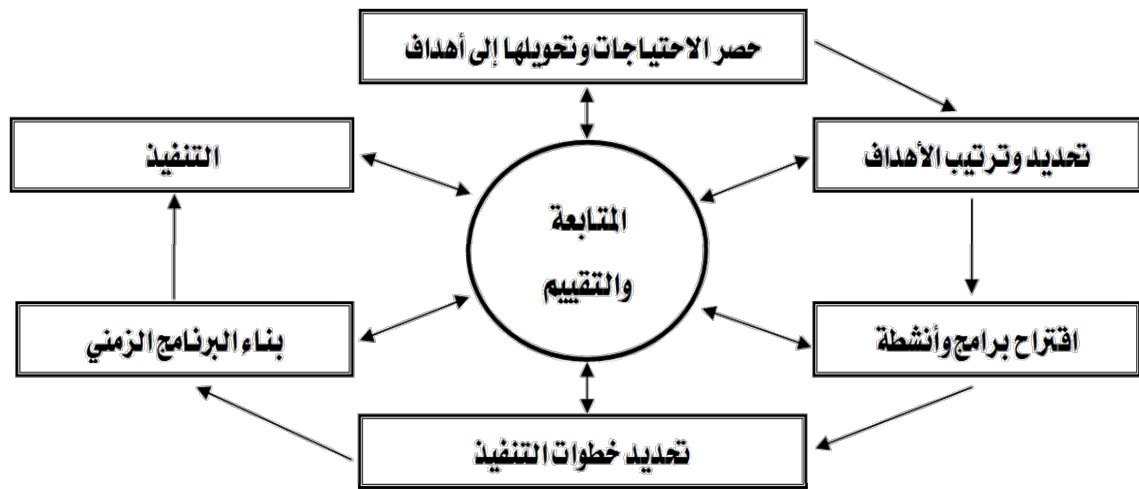 حصر الاحتياجات وتحويلها إلى أهداف
تحديد وترتيب الأهداف
التنفيذ
المتابعة
والتقييم
اقتراح برامج وأنشطة
بناء البرنامج الزمني
تحديد خطوات التنفيذ